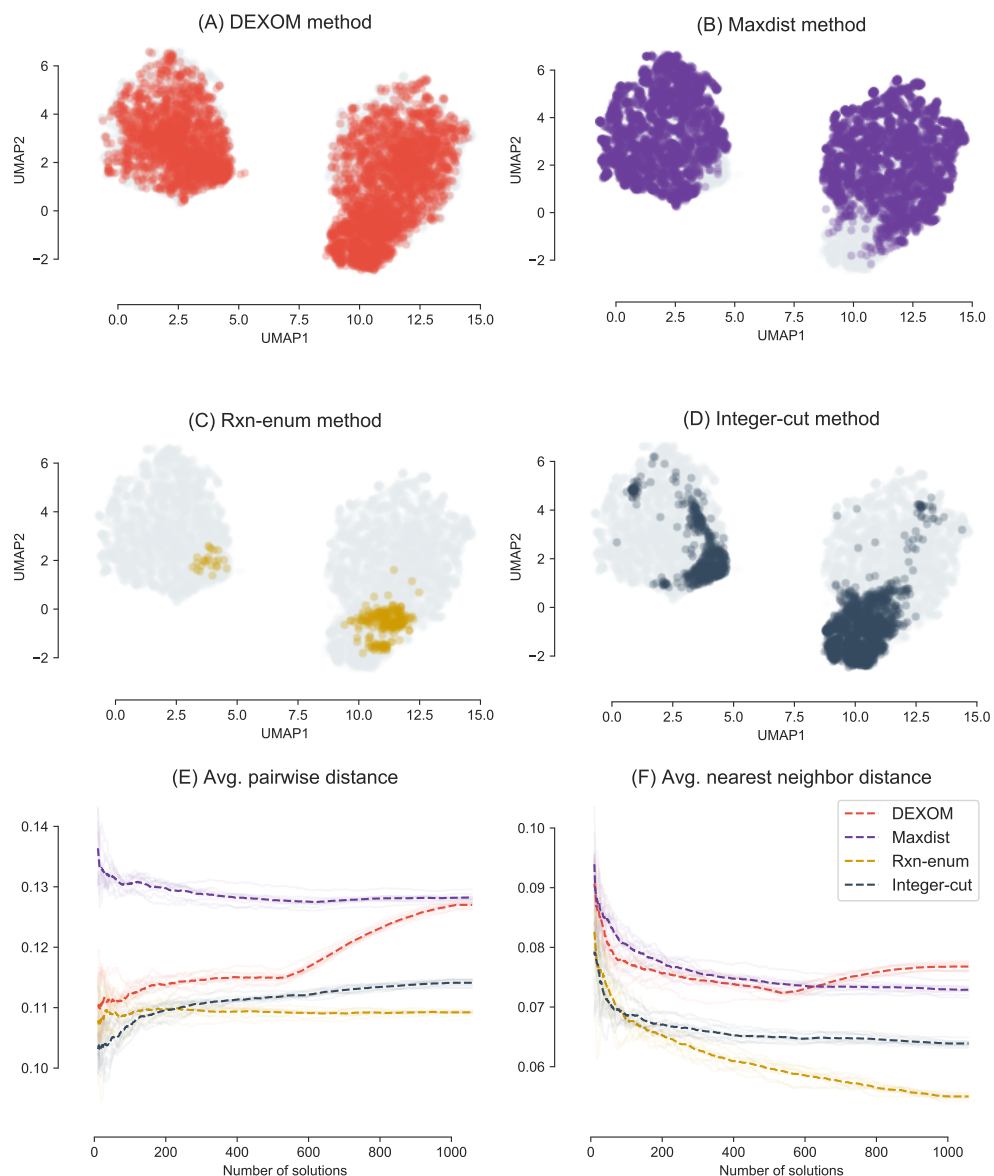 (A) DEXOM method
(B) Maxdist method
6
4
2
0
−2
UMAP2
0.0 2.5 5.0 7.5 10.0 12.5 15.0
UMAP1
6
4
2
0
−2
UMAP2
0.0 2.5 5.0 7.5 10.0 12.5 15.0
UMAP1
(C) Rxn-enum method
(D) Integer-cut method
6
4
2
0
−2
UMAP2
0.0 2.5 5.0 7.5 10.0 12.5 15.0
UMAP1
6
4
2
0
−2
UMAP2
0.0 2.5 5.0 7.5 10.0 12.5 15.0
UMAP1
(E) Avg. pairwise distance
0.14
0.13
0.12
0.11
0.10
0 200 400 600 800 1000
Number of solutions
(F) Avg. nearest neighbor distance
0.10
0.09
0.08
0.07
0.06
DEXOM
Maxdist
Rxn-enum
Integer-cut
0 200 400 600 800 1000
Number of solutions